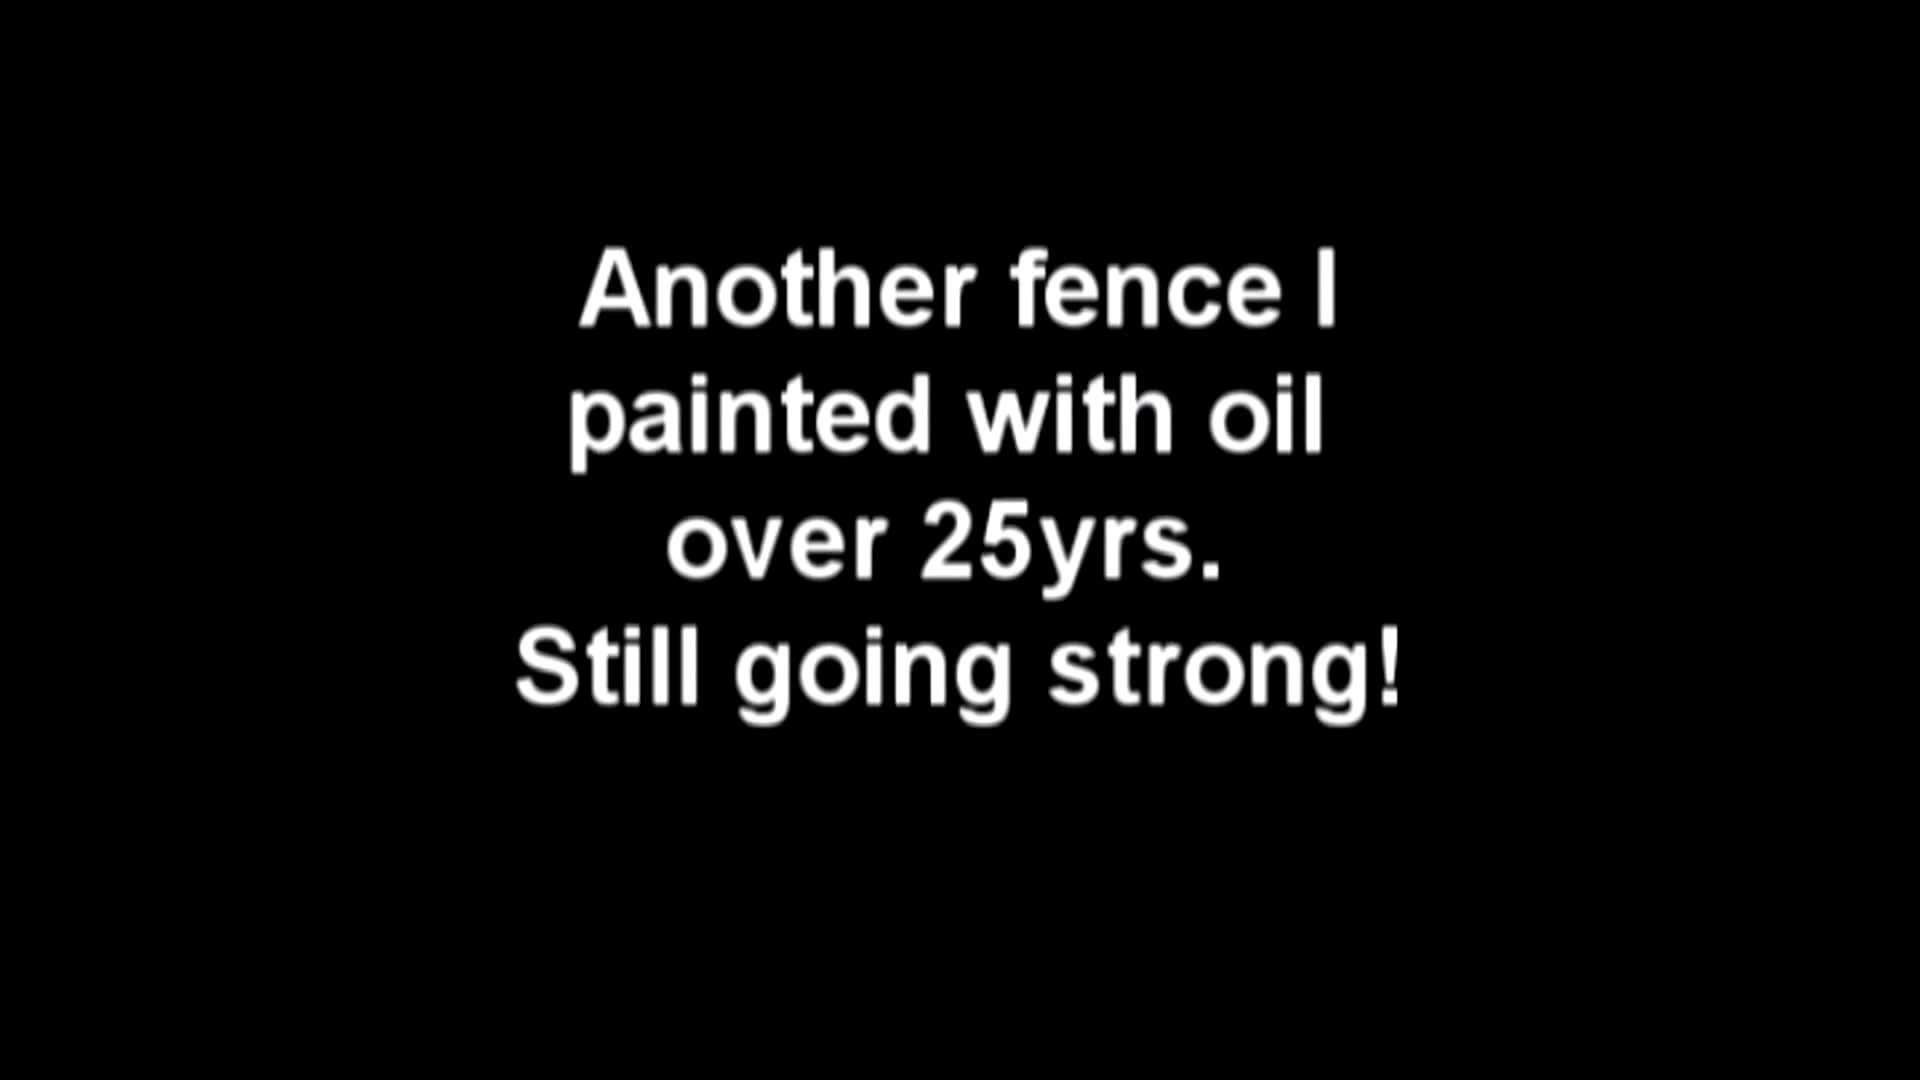 Another fence I
painted with oil
over 25yrs.
Still going strong!